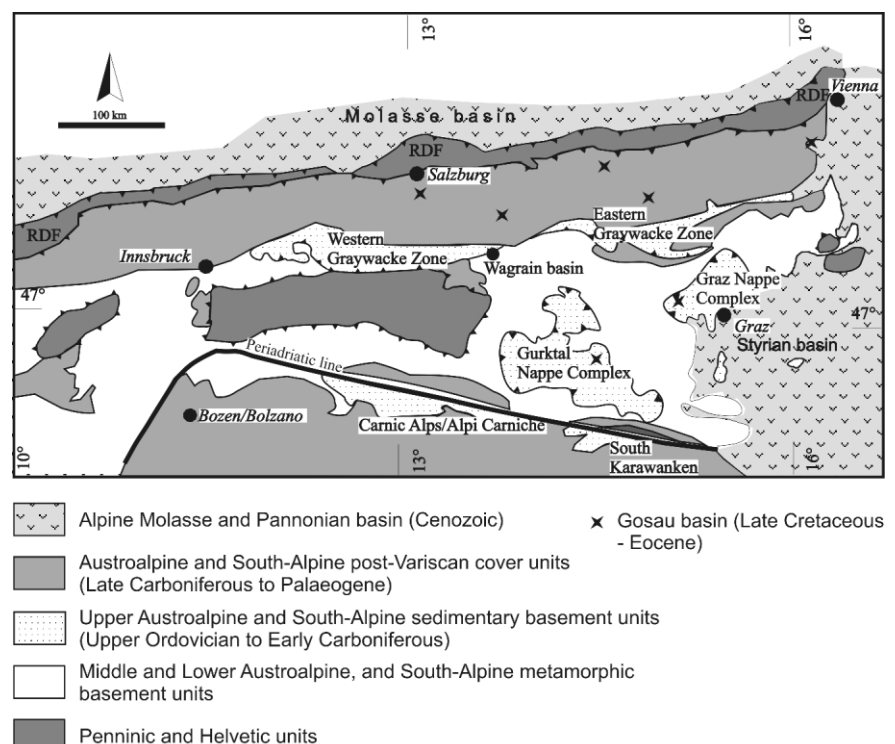 13°
16°
Vienna
RDF
100 km
Molasse basin
RDF
Salzburg
Eastern
Graywacke Zone
RDF
Western
Graywacke Zone
Innsbruck
Wagrain basin
Graz Nappe
Complex
47°
47°
Graz
Styrian basin
Periadriatic line
Gurktal
Nappe Complex
Bozen/Bolzano
Carnic Alps/Alpi Carniche
South
Karawanken
10°
13°
16°
Alpine Molasse and Pannonian basin (Cenozoic)
Gosau basin (Late Cretaceous
- Eocene)
Austroalpine and South-Alpine post-Variscan cover units
(Late Carboniferous to Palaeogene)
Upper Austroalpine and South-Alpine sedimentary basement units
(Upper Ordovician to Early Carboniferous)
Middle and Lower Austroalpine, and South-Alpine metamorphic
basement units
Penninic and Helvetic units